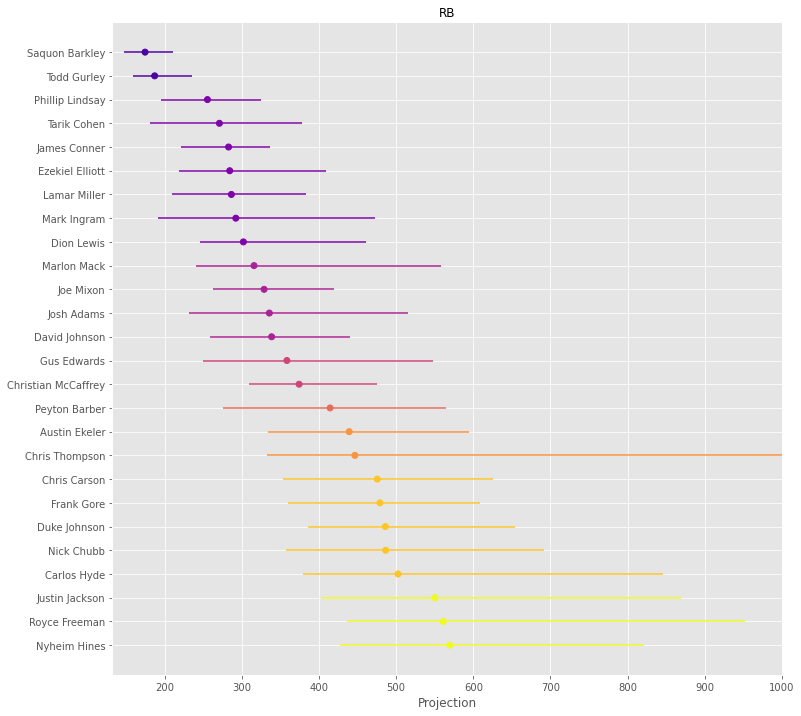 RB
Saquon Barkley
Todd Gurley
Phillip Lindsay
Tarik Cohen
James Conner
Ezekiel Elliott
Lamar Miller
Mark Ingram
Dion Lewis
Marlon Mack
Joe Mixon
Josh Adams
David Johnson
Gus Edwards
Christian McCaffrey
Peyton Barber
Austin Ekeler
Chris Thompson
Chris Carson
Frank Gore
Duke Johnson
Nick Chubb
Carlos Hyde
Justin Jackson
Royce Freeman
Nyheim Hines
200 300 400 500 600 700 800 900 1000
Projection